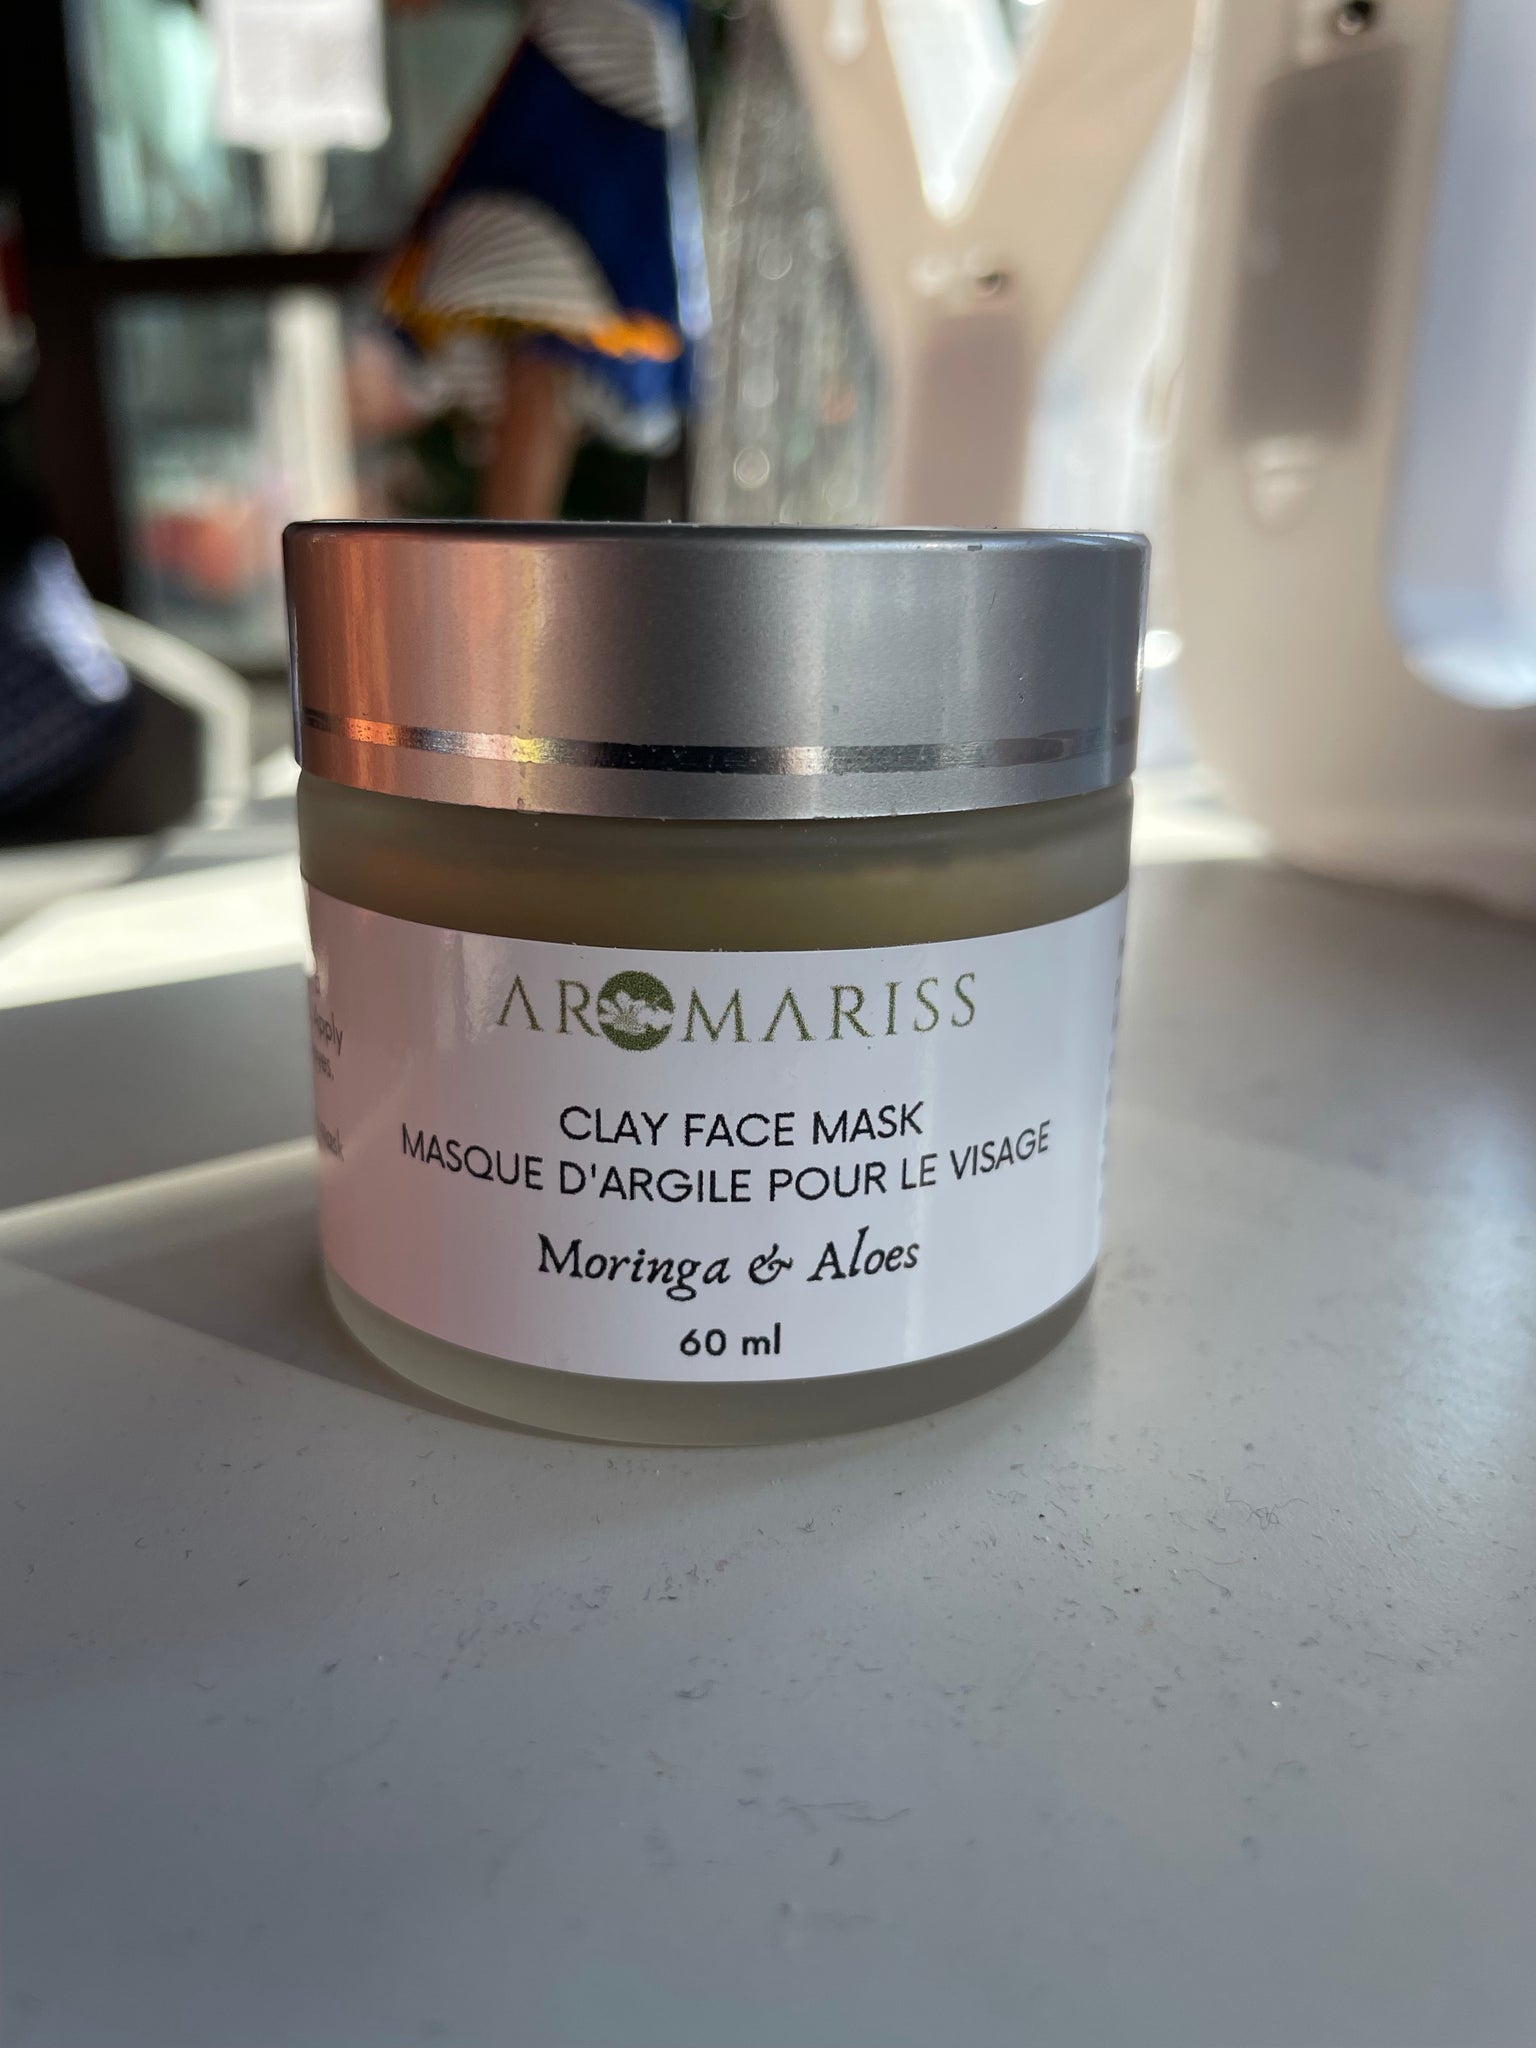 AROMARISS
CLAY FACE MASK
MASQUE D'ARGILE POUR LE VISAGE
Moringa & Aloes
60 ml